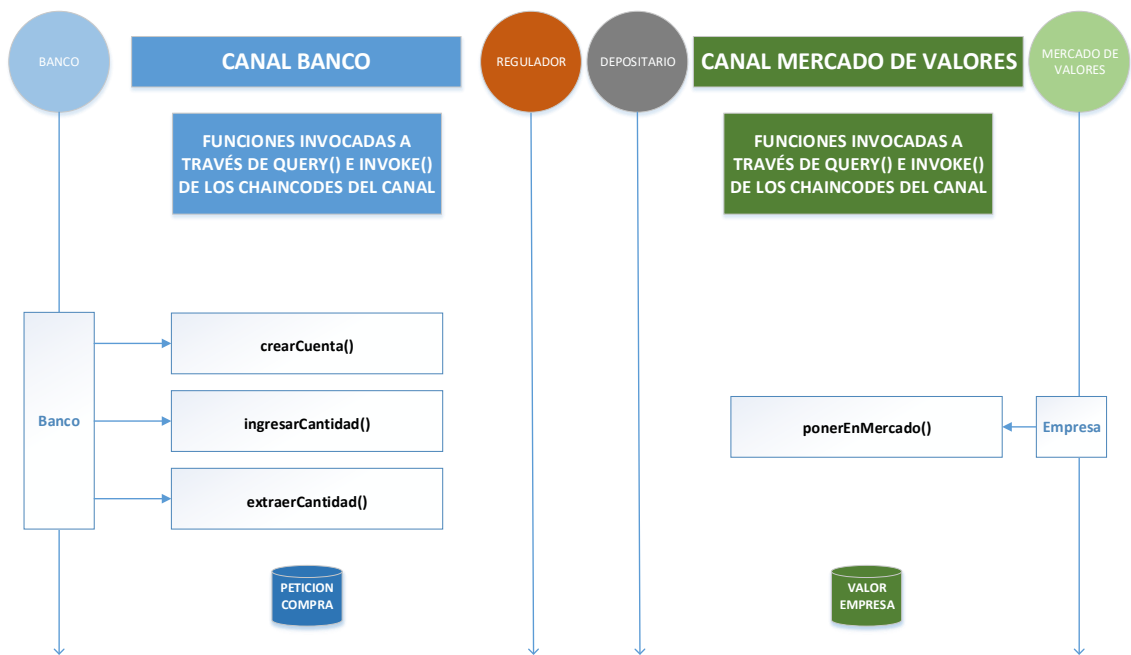 BANCO
CANAL BANCO
REGULADOR
DEPOSITARIO
CANAL MERCADO DE VALORES
MERCADO DE
VALORES
FUNCIONES INVOCADAS A
TRAVÉS DE QUERY() E INVOKE()
DE LOS CHAINCODES DEL CANAL
FUNCIONES INVOCADAS A
TRAVÉS DE QUERY() E INVOKE()
DE LOS CHAINCODES DEL CANAL
Banco
crearCuenta()
ingresarCantidad()
extraerCantidad()
ponerEnMercado()
Empresa
PETICION
COMPRA
VALOR
EMPRESA